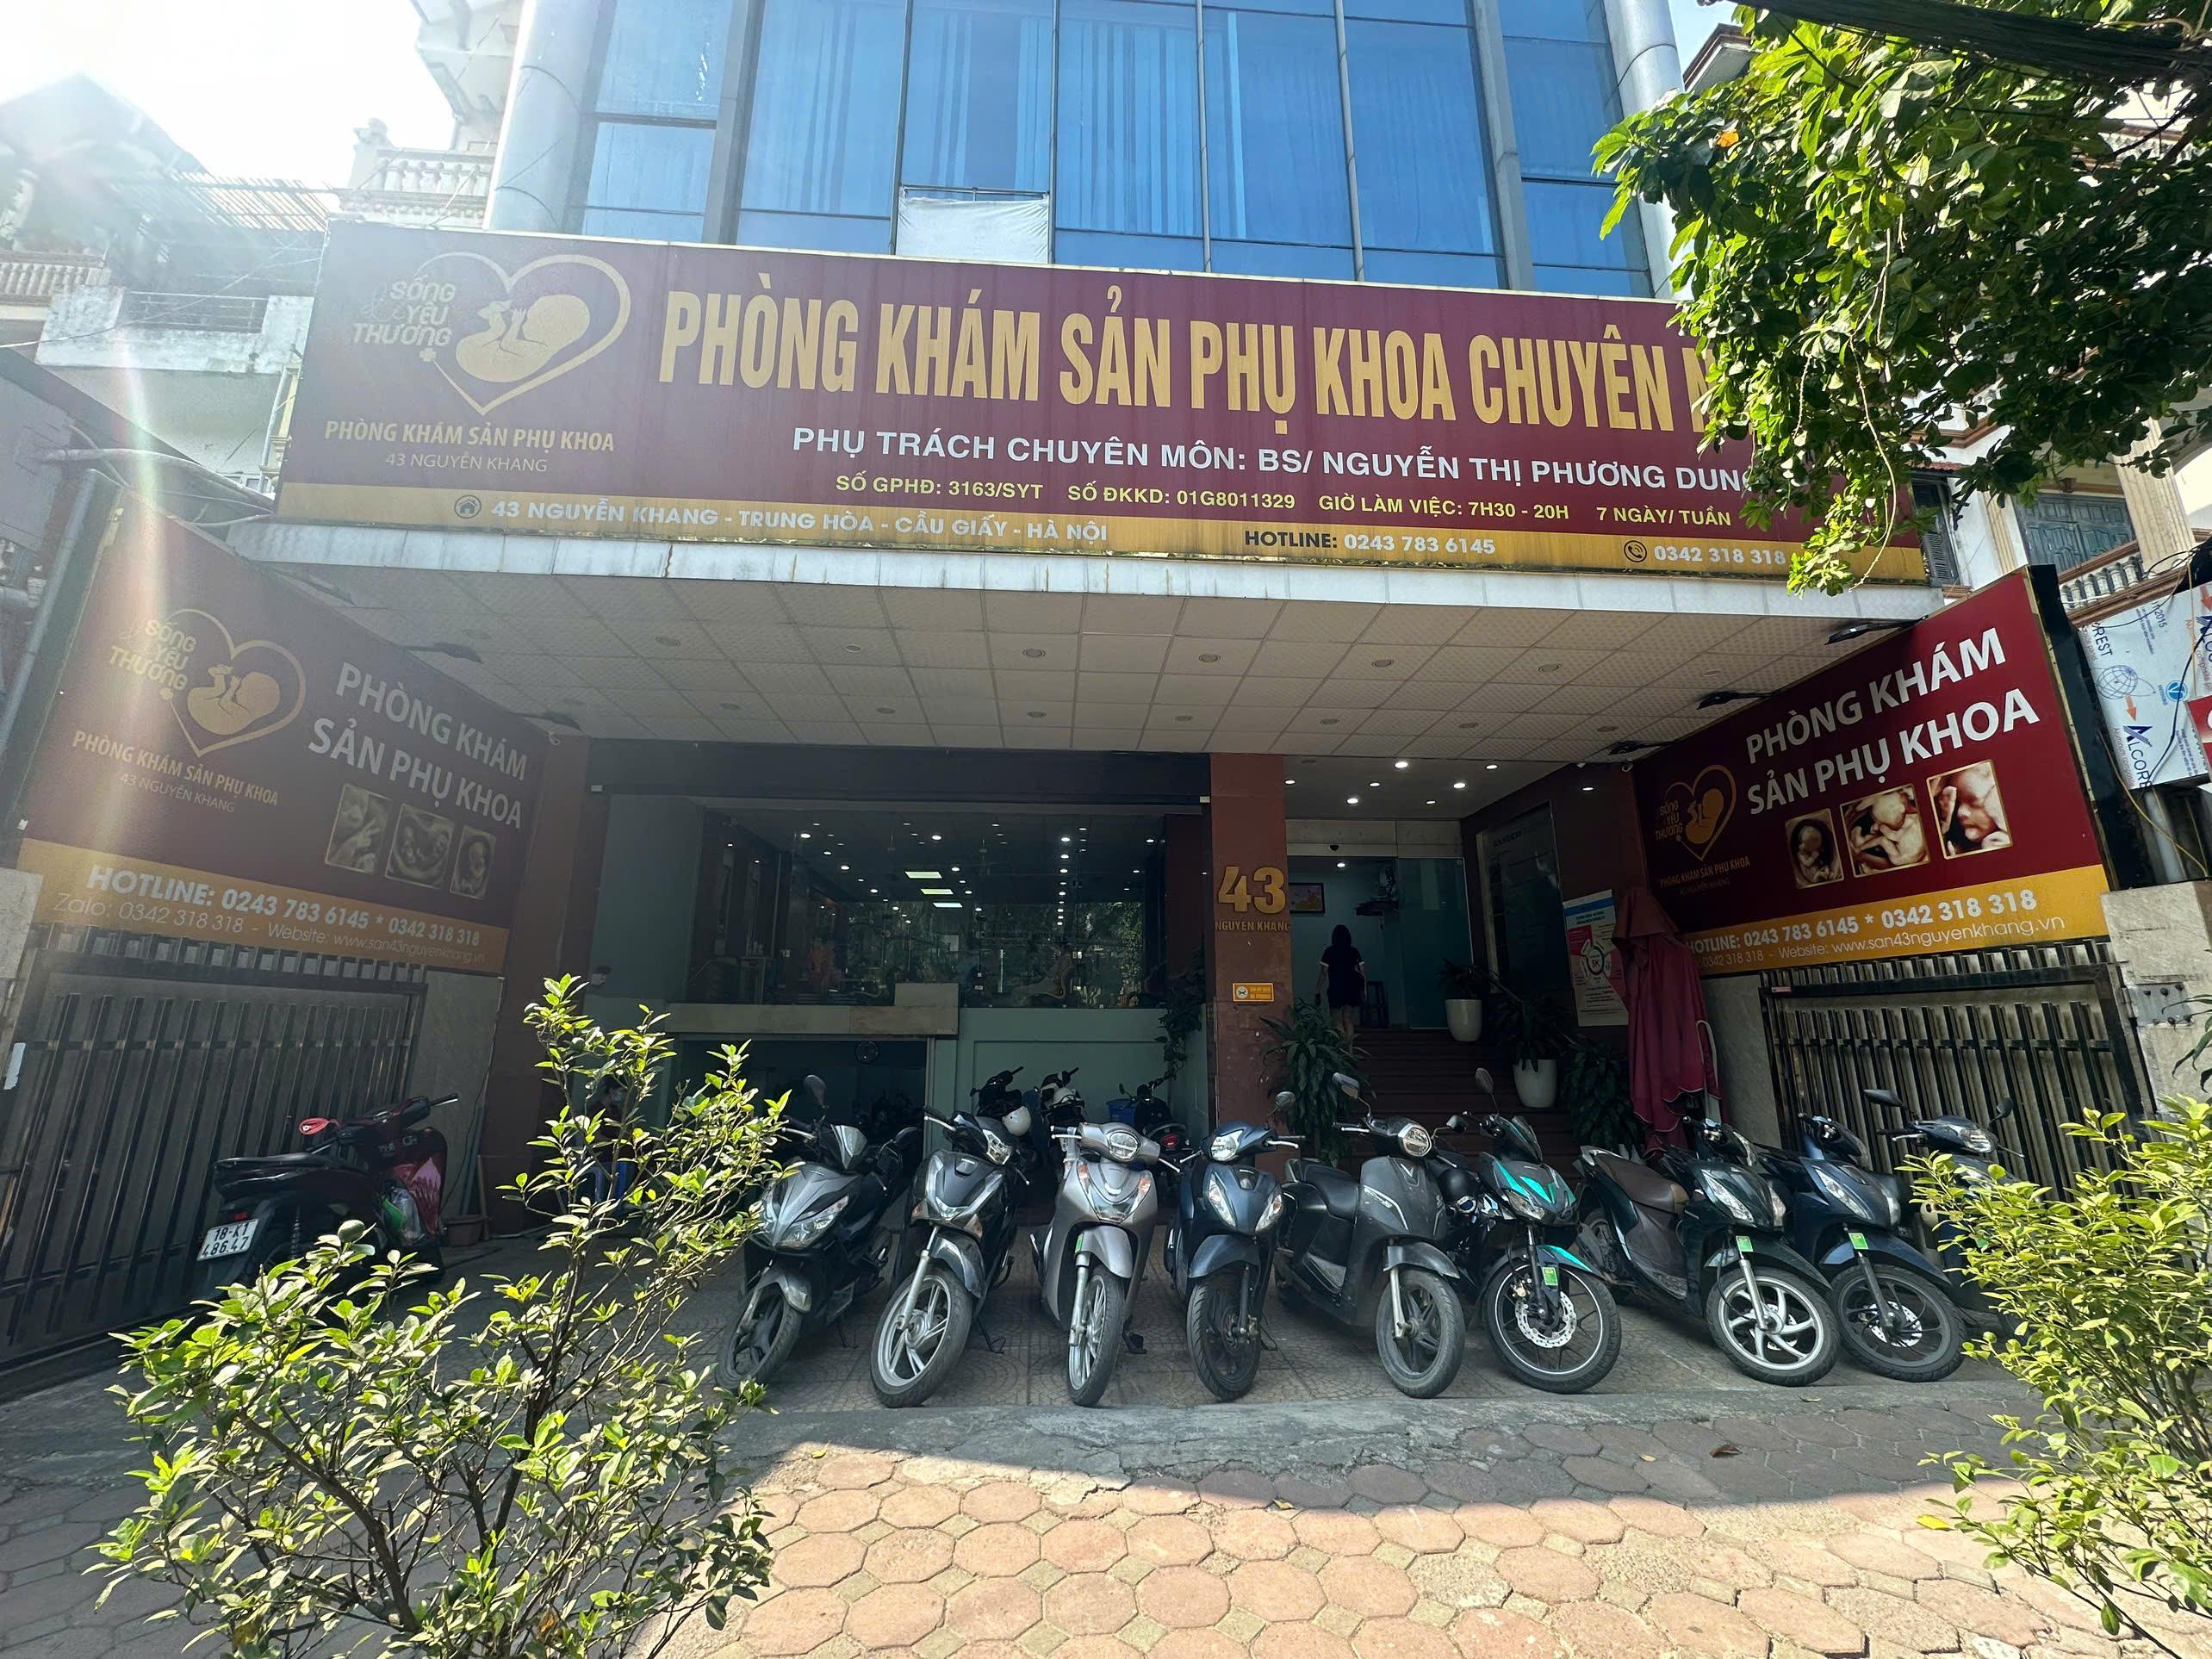 SỐNG
& YÊU
THƯƠNG
PHÒNG KHÁM SẢN PHỤ KHOA
43 NGUYỄN KHANG
PHÒNG KHÁM SẢN PHỤ KHOA CHUYÊN
PHỤ TRÁCH CHUYÊN MÔN: BS/ NGUYỄN THỊ PHƯƠNG DUNG
SỐ GPHĐ: 3163/SYT SỐ ĐKKD: 01G8011329 GIỜ LÀM VIỆC: 7H30 - 20H 7 NGÀY/ TUẦN
43 NGUYỄN KHANG - TRUNG HÒA - CẦU GIẤY - HÀ NỘI HOTLINE: 0243 783 6145 0342 318 318
SỐNG
& YÊU
THƯƠNG
PHÒNG KHÁM SẢN PHỤ KHOA
43 NGUYỄN KHANG
PHÒNG KHÁM
SẢN PHỤ KHOA
HOTLINE: 0243 783 6145 * 0342 318 318
Zalo: 0342 318 318 - Website: www.san43nguyenkhang.vn
43
NGUYỄN KHANG
PHÒNG KHÁM
SẢN PHỤ KHOA
SỐNG
& YÊU
THƯƠNG
PHÒNG KHÁM SẢN PHỤ KHOA
43 NGUYỄN KHANG
HOTLINE: 0243 783 6145 * 0342 318 318
0342 318 318 - Website: www.san43nguyenkhang.vn
18-K1
486.47